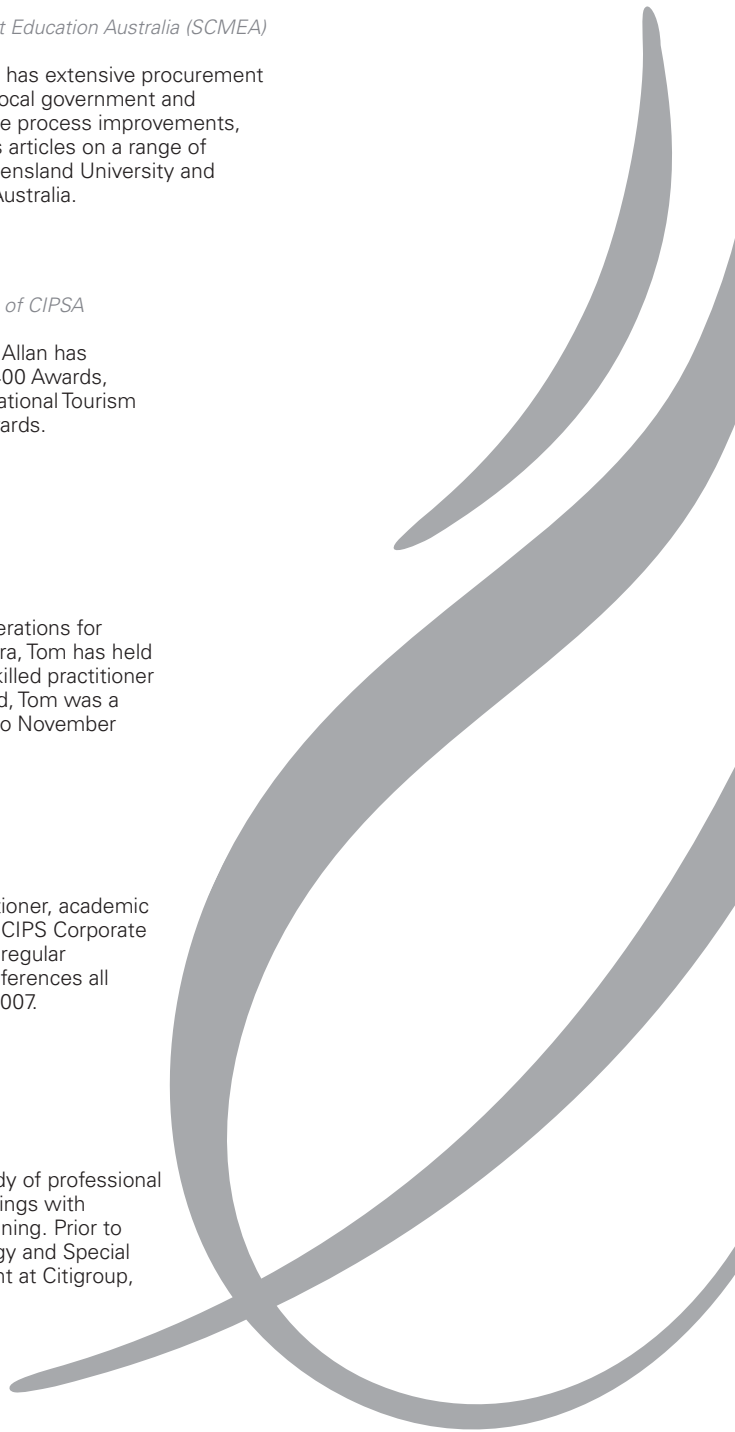 t Education Australia (SCMEA)
has extensive procurement
ocal government and
e process improvements,
s articles on a range of
ensland University and
Australia.
of CIPSA
Allan has
00 Awards,
ational Tourism
ards.
erations for
ra, Tom has held
killed practitioner
d, Tom was a
o November
ioner, academic
CIPS Corporate
regular
ferences all
007.
dy of professional
ings with
ning. Prior to
gy and Special
nt at Citigroup,